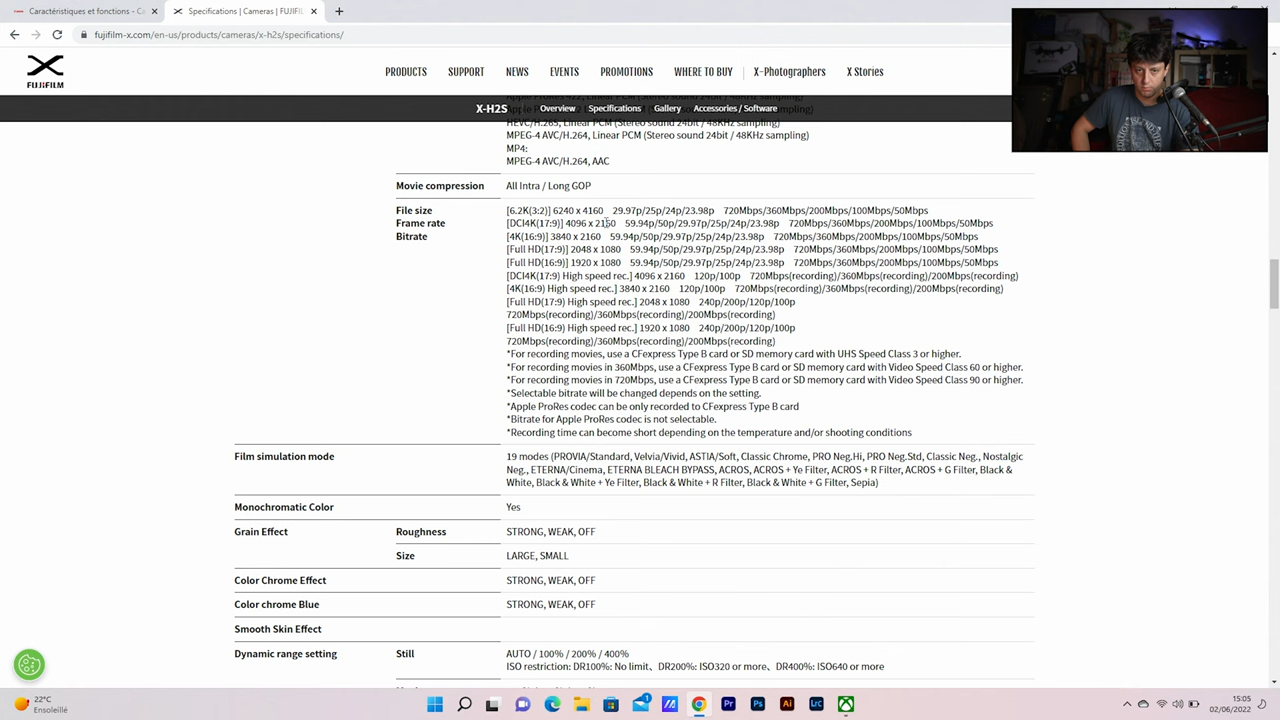 Caractéristiques et fonctions - Ca
Specifications | Cameras | FUJIFIL
fujifilm-x.com/en-us/products/cameras/x-h2s/specifications/
FUJIFILM
PRODUCTS SUPPORT NEWS EVENTS PROMOTIONS WHERE TO BUY X-Photographers X Stories
X-H2S Overview Specifications Gallery Accessories / Software
HEVC/H.265, Linear PCM (Stereo sound 24bit / 48KHz sampling)
MPEG-4 AVC/H.264, Linear PCM (Stereo sound 24bit / 48KHz sampling)
MP4:
MPEG-4 AVC/H.264, AAC
Movie compression All Intra / Long GOP
File size [6.2K(3:2)] 6240 x 4160 29.97p/25p/24p/23.98p 720Mbps/360Mbps/200Mbps/100Mbps/50Mbps
Frame rate [DCI4K(17:9)] 4096 x 2160 59.94p/50p/29.97p/25p/24p/23.98p 720Mbps/360Mbps/200Mbps/100Mbps/50Mbps
Bitrate [4K(16:9)] 3840 x 2160 59.94p/50p/29.97p/25p/24p/23.98p 720Mbps/360Mbps/200Mbps/100Mbps/50Mbps
[Full HD(17:9)] 2048 x 1080 59.94p/50p/29.97p/25p/24p/23.98p 720Mbps/360Mbps/200Mbps/100Mbps/50Mbps
[Full HD(16:9)] 1920 x 1080 59.94p/50p/29.97p/25p/24p/23.98p 720Mbps/360Mbps/200Mbps/100Mbps/50Mbps
[DCI4K(17:9) High speed rec.] 4096 x 2160 120p/100p 720Mbps(recording)/360Mbps(recording)/200Mbps(recording)
[4K(16:9) High speed rec.] 3840 x 2160 120p/100p 720Mbps(recording)/360Mbps(recording)/200Mbps(recording)
[Full HD(17:9) High speed rec.] 2048 x 1080 240p/200p/120p/100p
720Mbps(recording)/360Mbps(recording)/200Mbps(recording)
[Full HD(16:9) High speed rec.] 1920 x 1080 240p/200p/120p/100p
720Mbps(recording)/360Mbps(recording)/200Mbps(recording)
*For recording movies, use a CFexpress Type B card or SD memory card with UHS Speed Class 3 or higher.
*For recording movies in 360Mbps, use a CFexpress Type B card or SD memory card with Video Speed Class 60 or higher.
*For recording movies in 720Mbps, use a CFexpress Type B card or SD memory card with Video Speed Class 90 or higher.
*Selectable bitrate will be changed depends on the setting.
*Apple ProRes codec can be only recorded to CFexpress Type B card
*Bitrate for Apple ProRes codec is not selectable.
*Recording time can become short depending on the temperature and/or shooting conditions
Film simulation mode 19 modes (PROVIA/Standard, Velvia/Vivid, ASTIA/Soft, Classic Chrome, PRO Neg.Hi, PRO Neg.Std, Classic Neg., Nostalgic
Neg., ETERNA/Cinema, ETERNA BLEACH BYPASS, ACROS, ACROS + Ye Filter, ACROS + R Filter, ACROS + G Filter, Black &
White, Black & White + Ye Filter, Black & White + R Filter, Black & White + G Filter, Sepia)
Monochromatic Color Yes
Grain Effect Roughness STRONG, WEAK, OFF
Size LARGE, SMALL
Color Chrome Effect STRONG, WEAK, OFF
Color chrome Blue STRONG, WEAK, OFF
Smooth Skin Effect
Dynamic range setting Still AUTO / 100% / 200% / 400%
ISO restriction: DR100%: No limit、DR200%: ISO320 or more、DR400%: ISO640 or more
22°C
Ensoleillé
15:05
02/06/2022